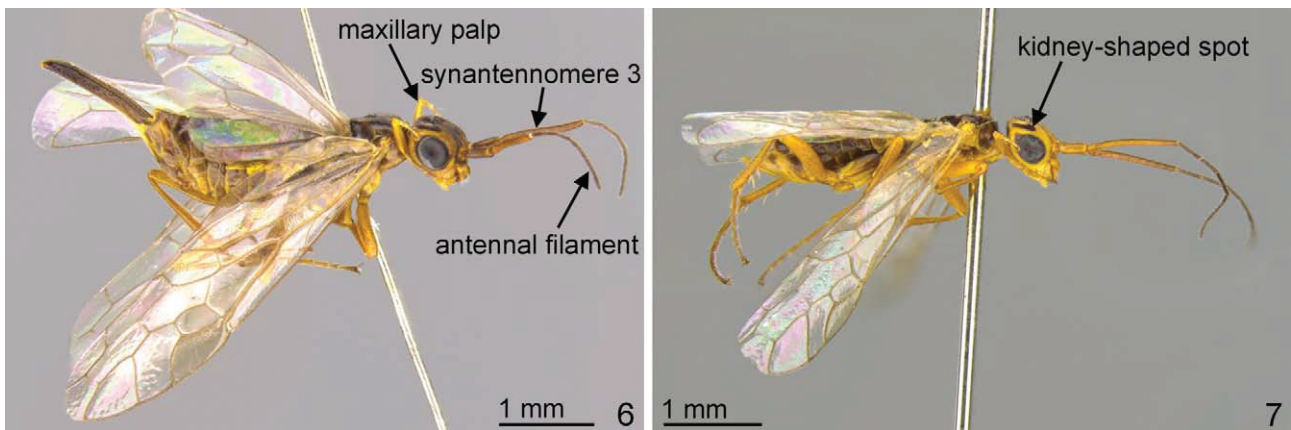 maxillary palp
synantennomere 3
antennal filament
1 mm
6
kidney-shaped spot
1 mm
7